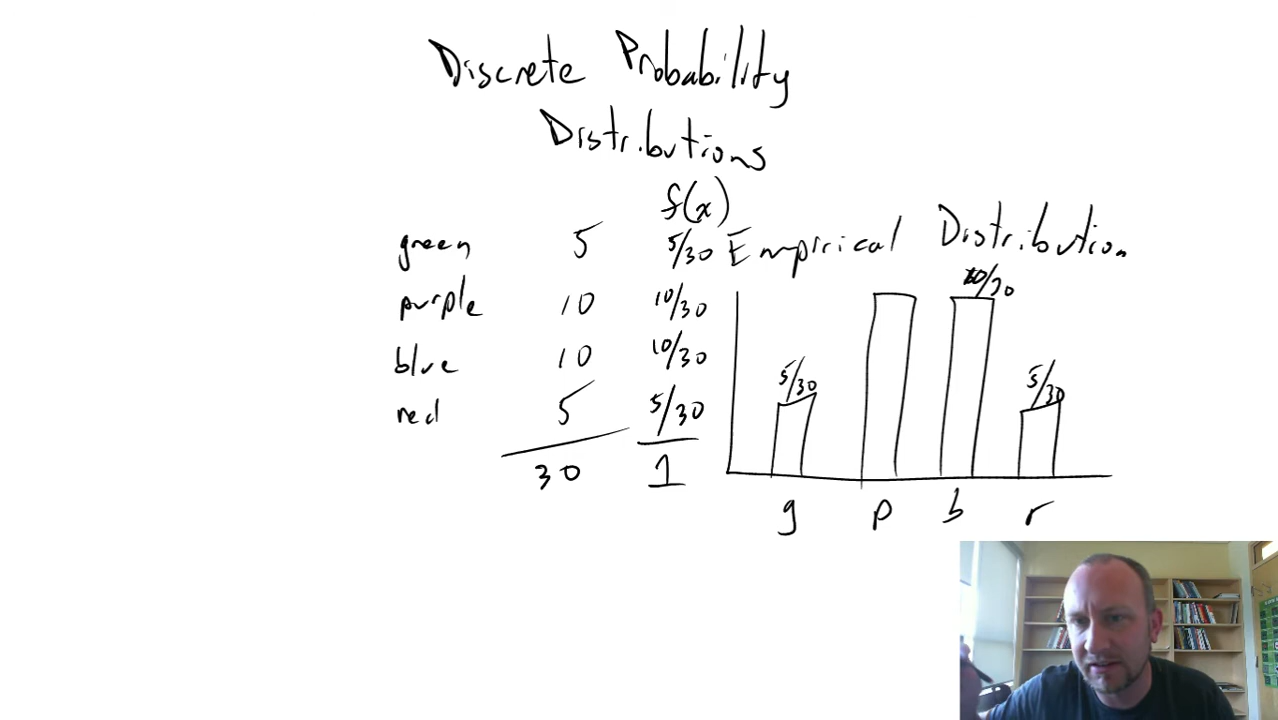 Discrete Probability
Distributions
f(x)
green 5 5/30
purple 10 10/30
blue 10 10/30
red 5 5/30
30 1
Empirical Distribution
10/30
5/30
5/30
g p b r